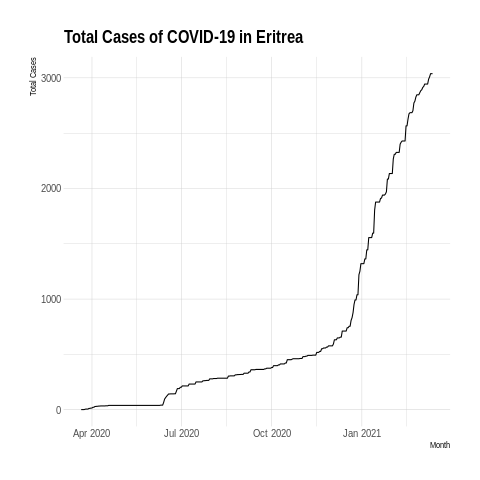 Total Cases of COVID-19 in Eritrea
Total Cases
3000
2000
1000
0
Apr 2020
Jul 2020
Oct 2020
Jan 2021
Month